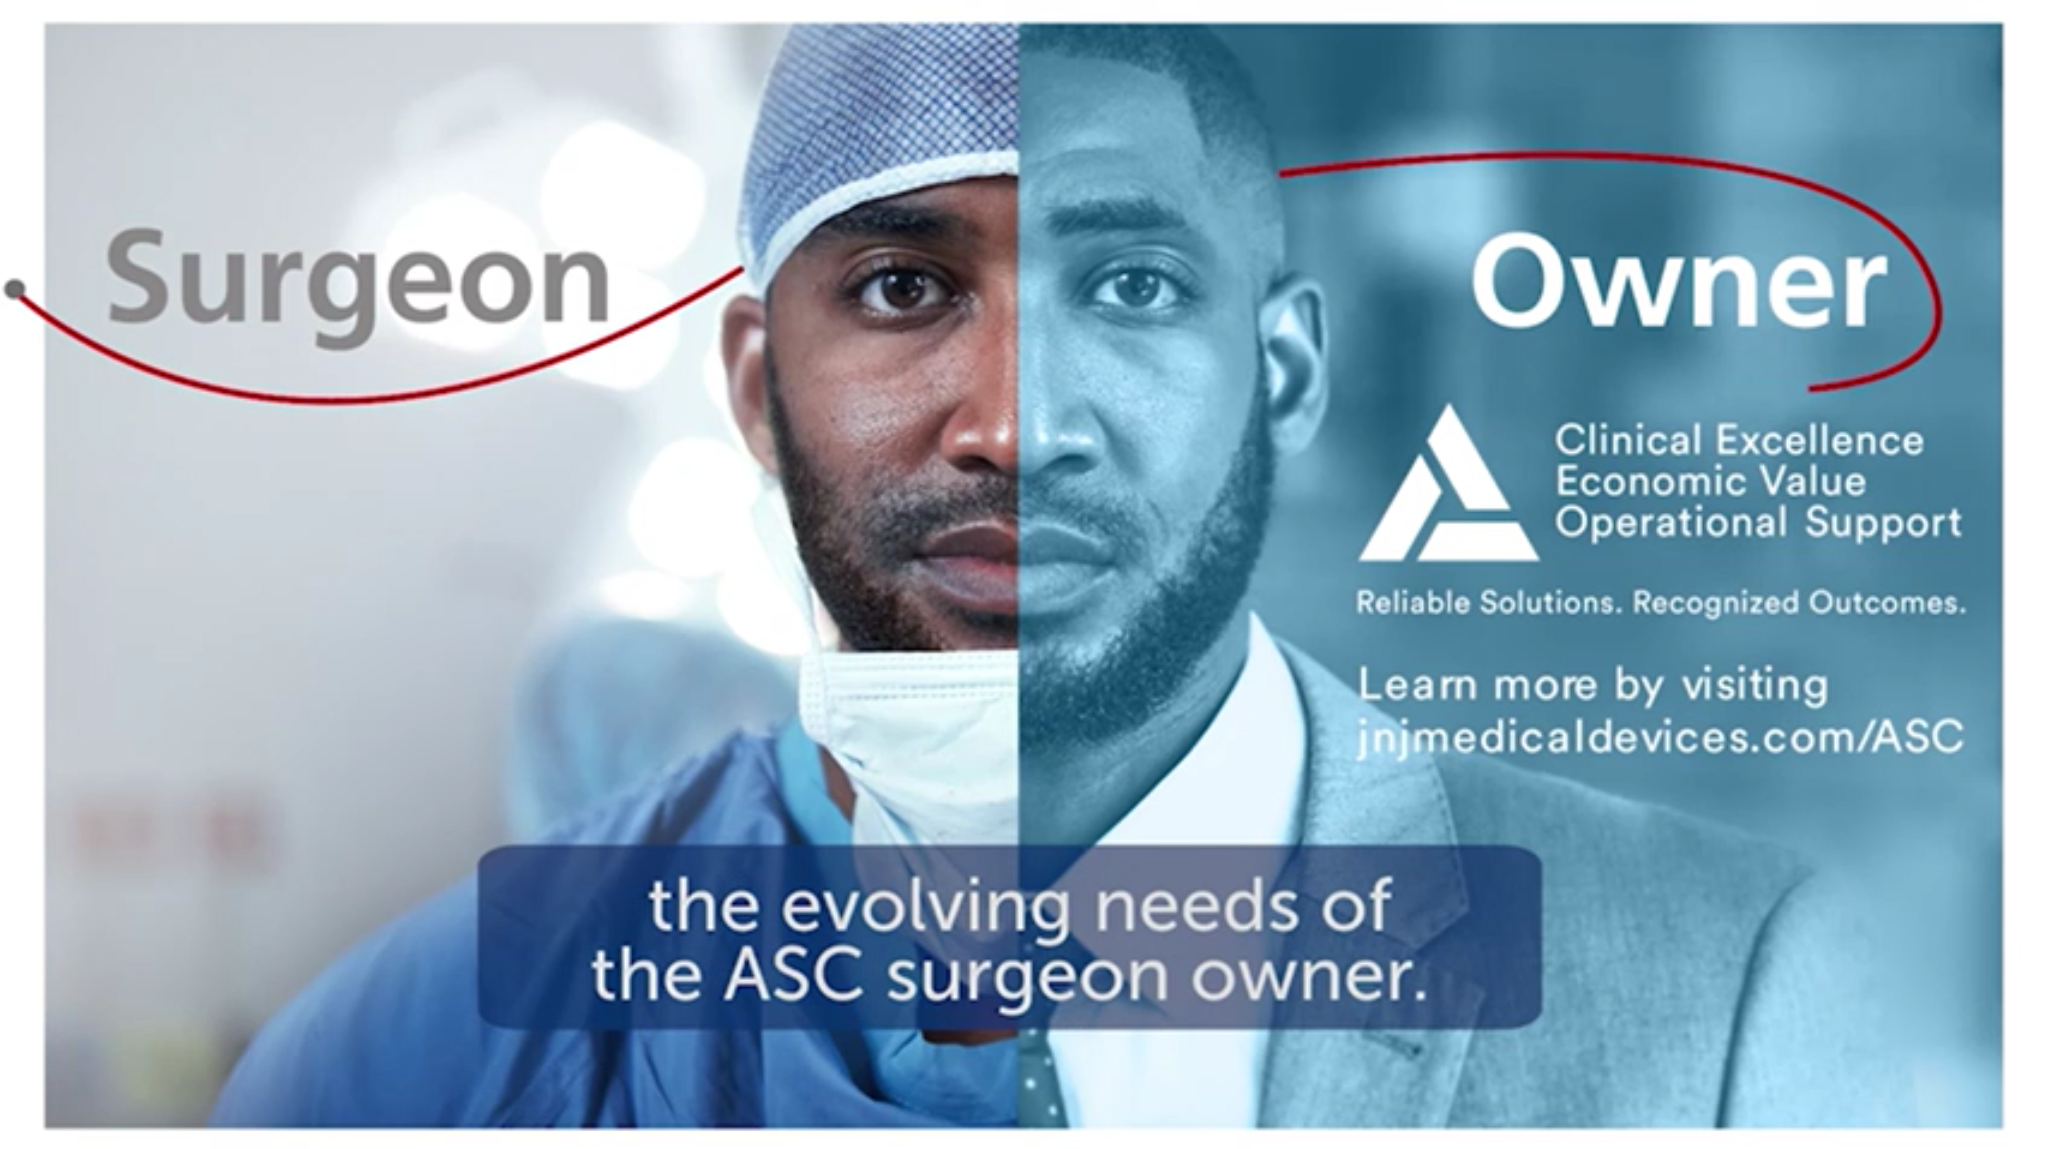 Surgeon
Owner
Clinical Excellence
Economic Value
Operational Support
Reliable Solutions. Recognized Outcomes.
Learn more by visiting
jnjmedicaldevices.com/ASC
the evolving needs of
the ASC surgeon owner.